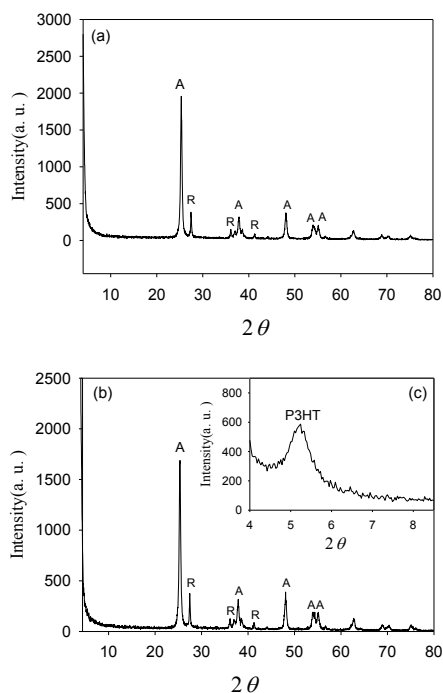 (a)
3000
2500
2000
1500
1000
500
0
Intensity(a. u. )
A
R
R
A
R
A
A
A
10 20 30 40 50 60 70 80
2θ
(b)
2500
2000
1500
1000
500
0
Intensity(a. u. )
A
R
R
A
R
A
A A
10 20 30 40 50 60 70 80
2θ
(c)
800
600
400
200
0
Intensity(a. u. )
P3HT
4 5 6 7 8
2θ